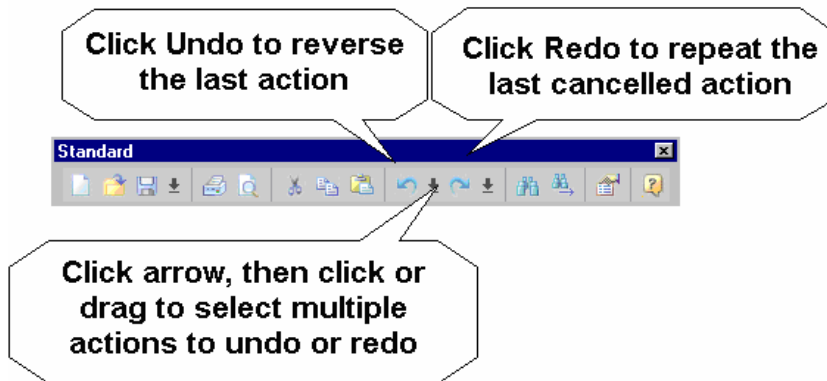 Click Undo to reverse
the last action
Click Redo to repeat the
last cancelled action
Standard
Click arrow, then click or
drag to select multiple
actions to undo or redo